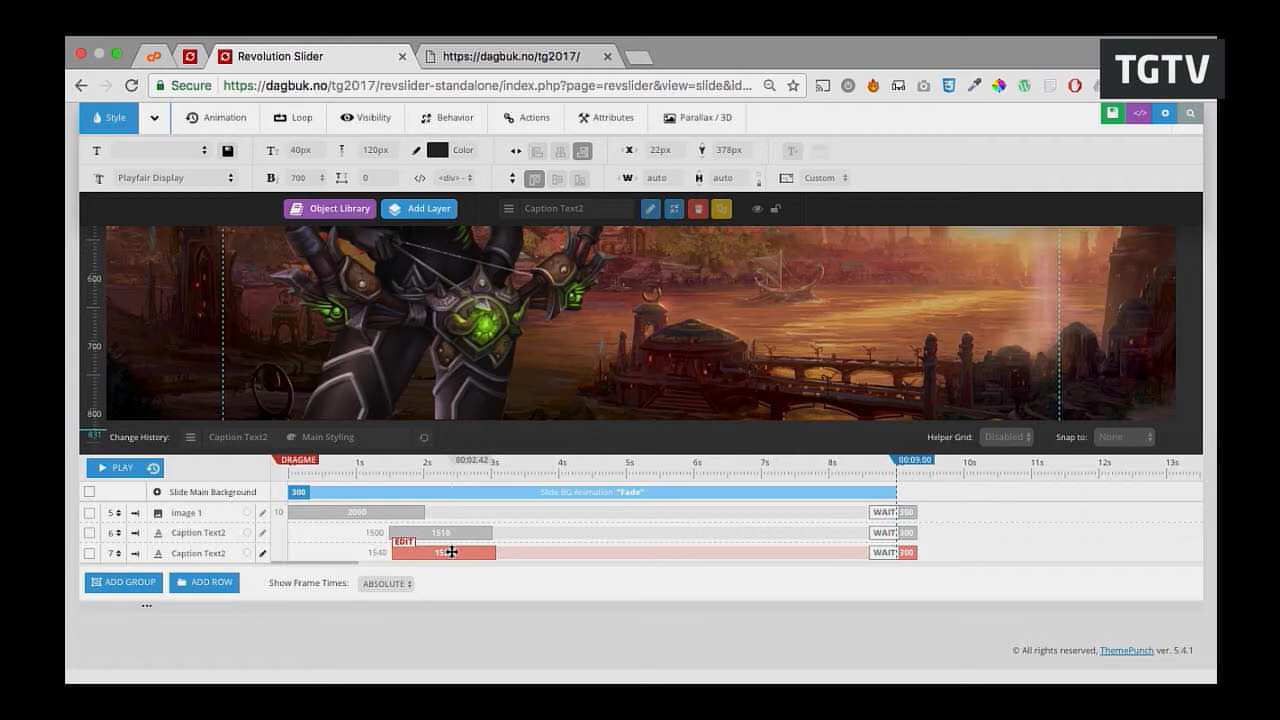 TGTV
Revolution Slider
https://dagbuk.no/tg2017/
Secure https://dagbuk.no/tg2017/revslider-standalone/index.php?page=revslider&view=slide&id...
Style Animation Loop Visibility Behavior Actions Attributes Parallax / 3D
40px 120px Color 22px 378px
Playfair Display 700 0 <div> auto auto Custom
Object Library Add Layer Caption Text2
600
700
800
831
Change History: Caption Text2 Main Styling Helper Grid: Disabled Snap to: None
PLAY DRAGME 1s 2s 00:02.42 4s 5s 6s 7s 8s 00:09.00 10s 11s 12s 13s
Slide Main Background 300 Slide BG Animation "Fade"
5 image 1 10 2000 WAIT 300
6 Caption Text2 1500 1510 WAIT 300
EDIT
7 Caption Text2 1540 WAIT 300
ADD GROUP ADD ROW Show Frame Times: ABSOLUTE
© All rights reserved, ThemePunch ver. 5.4.1